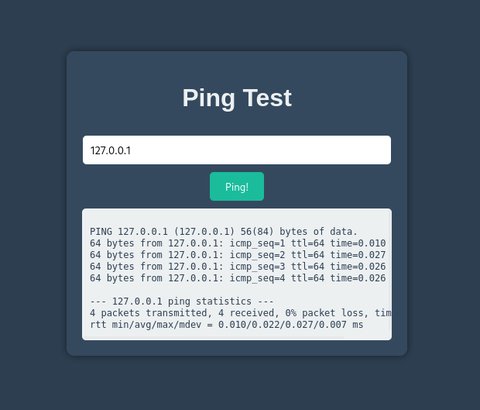 Ping Test
127.0.0.1
Ping!
PING 127.0.0.1 (127.0.0.1) 56(84) bytes of data.
64 bytes from 127.0.0.1: icmp_seq=1 ttl=64 time=0.010
64 bytes from 127.0.0.1: icmp_seq=2 ttl=64 time=0.027
64 bytes from 127.0.0.1: icmp_seq=3 ttl=64 time=0.026
64 bytes from 127.0.0.1: icmp_seq=4 ttl=64 time=0.026
--- 127.0.0.1 ping statistics ---
4 packets transmitted, 4 received, 0% packet loss, tim
rtt min/avg/max/mdev = 0.010/0.022/0.027/0.007 ms